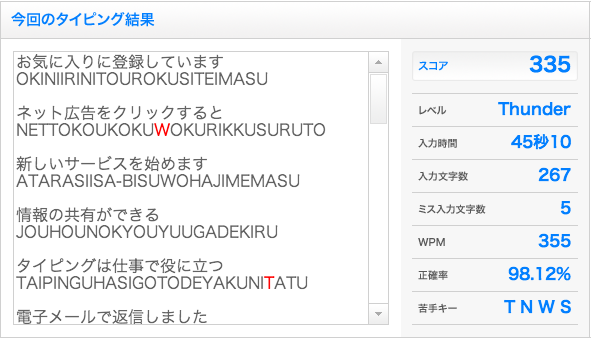 今回のタイピング結果
お気に入りに登録しています
OKINIIRINITOUROKUSITEIMASU
ネット広告をクリックすると
NETTOKOUKOKUWOKURIKKUSURUTO
新しいサービスを始めます
ATARASIISA-BISUWOHAJIMEMASU
情報の共有ができる
JOUHOUNOKYOUYUUGADEKIRU
タイピングは仕事で役に立つ
TAIPINGUHASIGOTODEYAKUNITATU
電子メールで返信しました
スコア 335
レベル Thunder
入力時間 45秒10
入力文字数 267
ミス入力文字数 5
WPM 355
正確率 98.12%
苦手キー T N W S